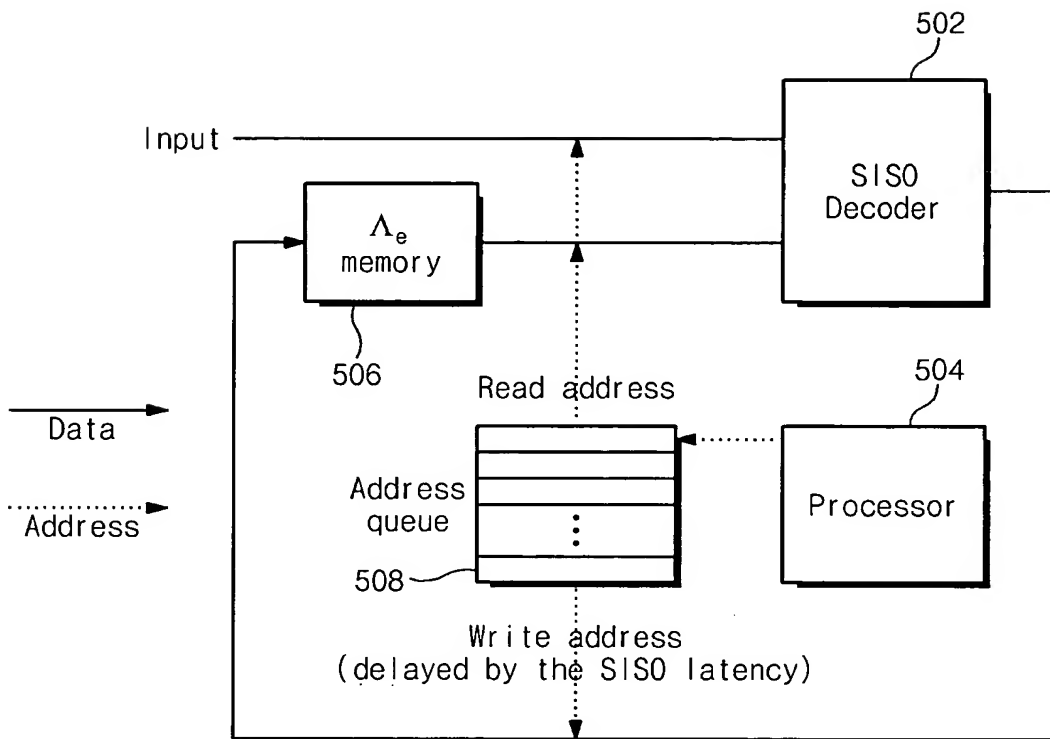 502
Input
SISO
Decoder
Λe
memory
506
Read address
504
Data
Address
queue
Processor
Address
508
Write address
(delayed by the SISO latency)